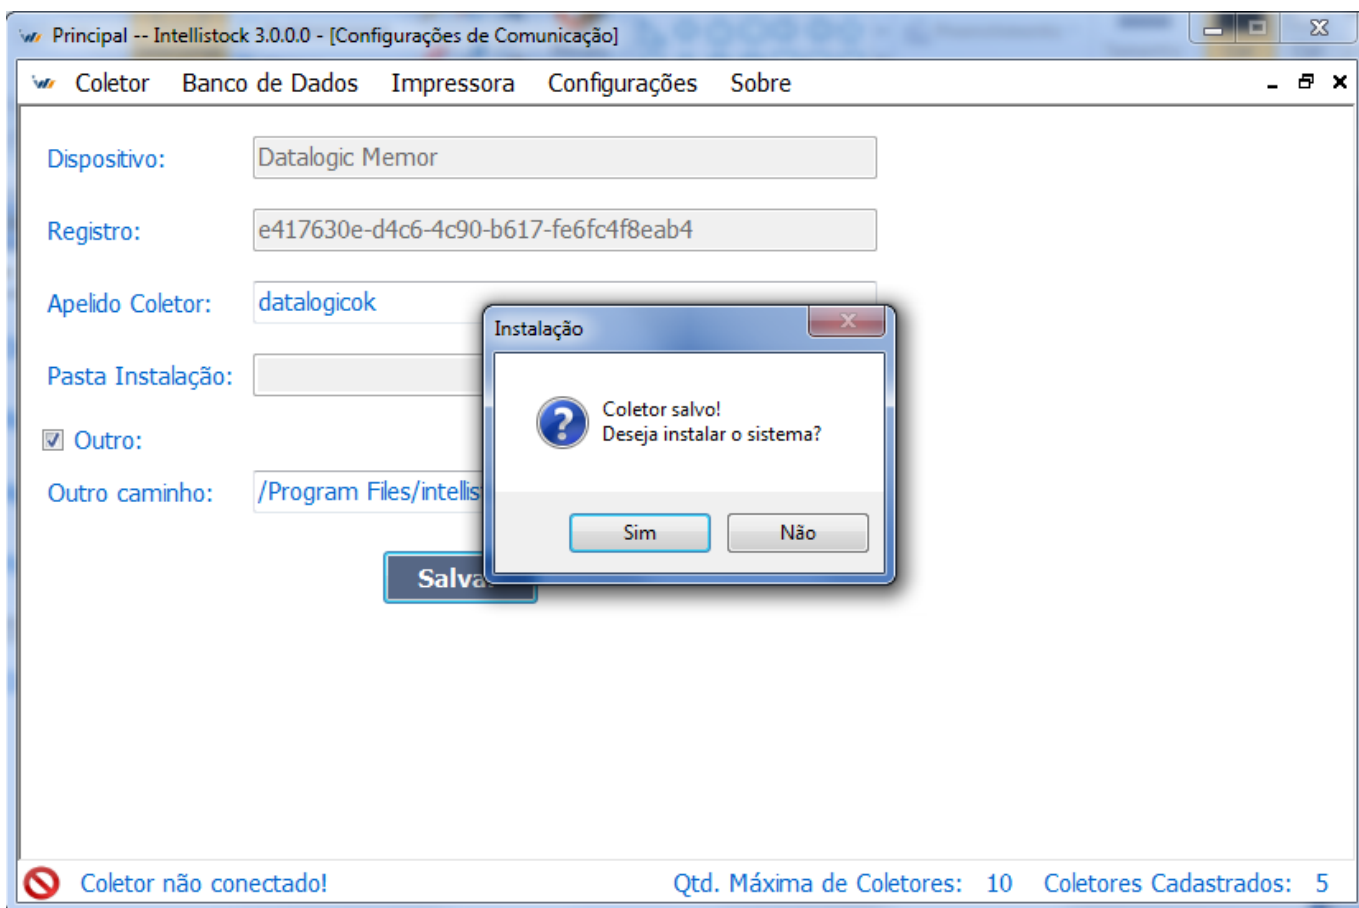 Principal -- Intellistock 3.0.0.0 - [Configurações de Comunicação]
Coletor Banco de Dados Impressora Configurações Sobre
Dispositivo: Datalogic Memor
Registro: e417630e-d4c6-4c90-b617-fe6fc4f8eab4
Apelido Coletor: datalogicok
Instalação
Pasta Instalação:
Coletor salvo!
Deseja instalar o sistema?
Outro:
Outro caminho: /Program Files/intellis
Sim Não
Salva
Coletor não conectado! Qtd. Máxima de Coletores: 10 Coletores Cadastrados: 5